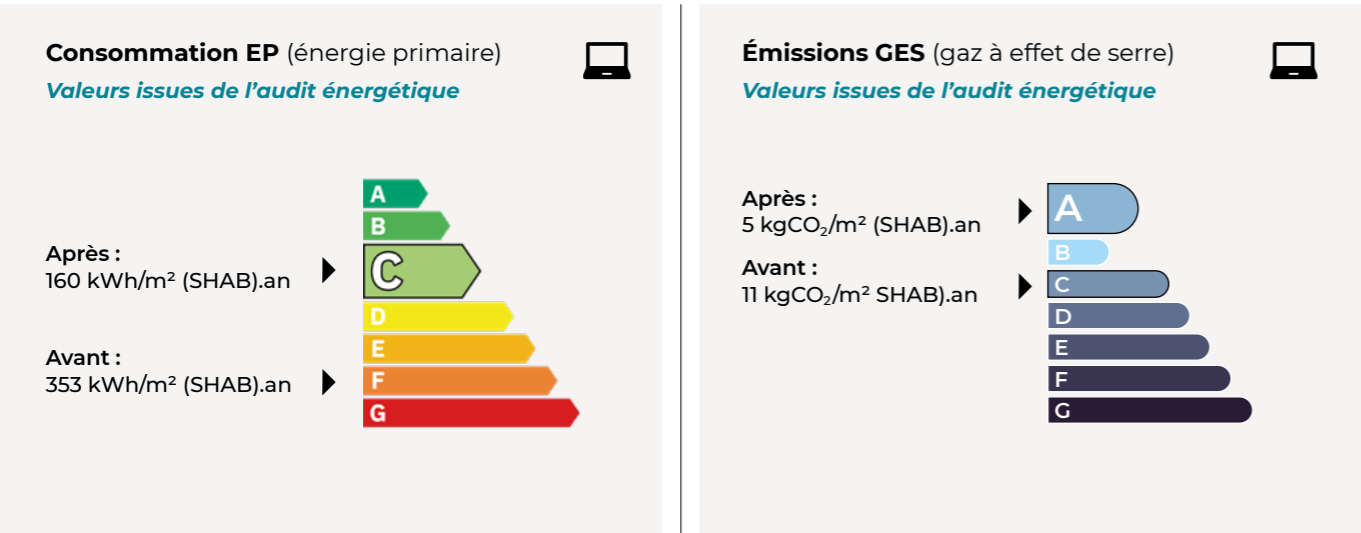 Consommation EP (énergie primaire)
Valeurs issues de l’audit énergétique
A
B
Après :
C
160 kWh/m² (SHAB).an
D
Avant :
E
353 kWh/m² (SHAB).an
F
G
Émissions GES (gaz à effet de serre)
Valeurs issues de l’audit énergétique
Après :
A
5 kgCO₂/m² (SHAB).an
B
Avant :
C
11 kgCO₂/m² SHAB).an
D
E
F
G